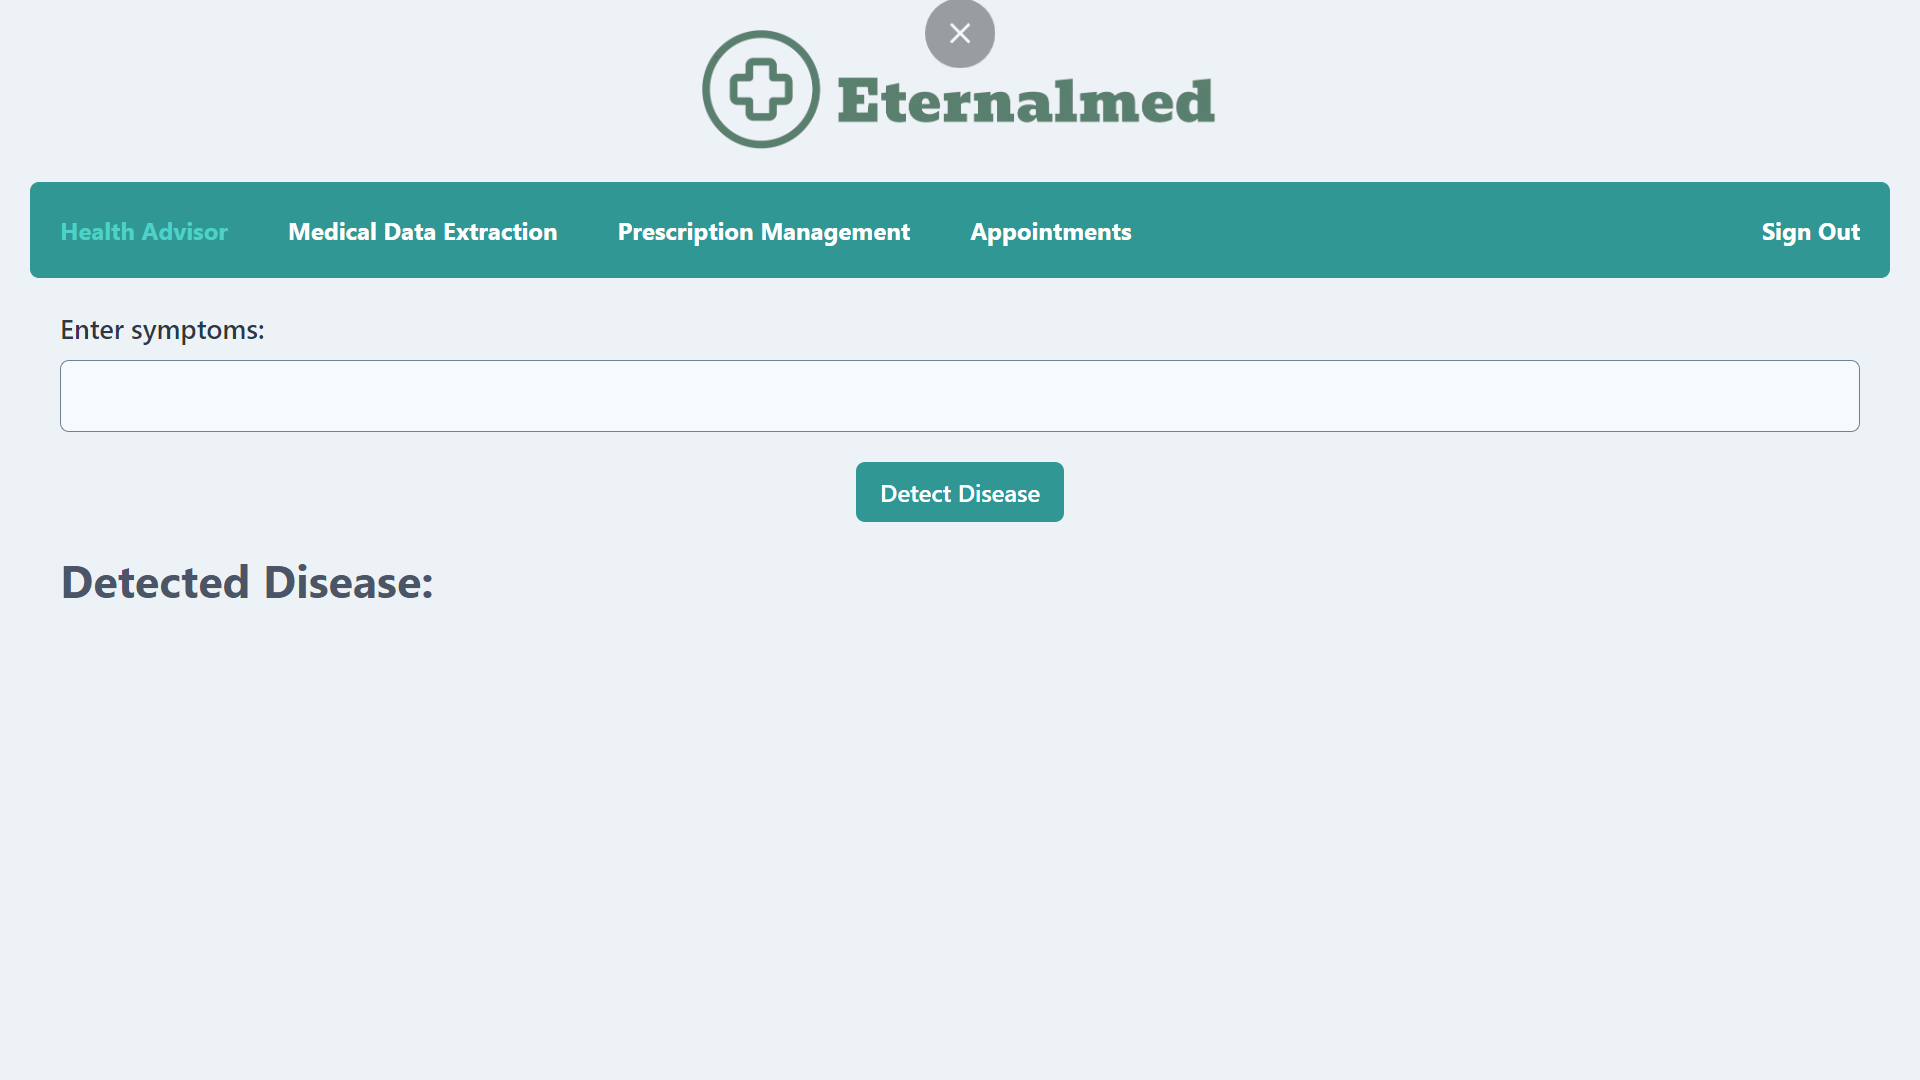 Eternalmed
Health Advisor Medical Data Extraction Prescription Management Appointments Sign Out
Enter symptoms:
Detect Disease
Detected Disease: